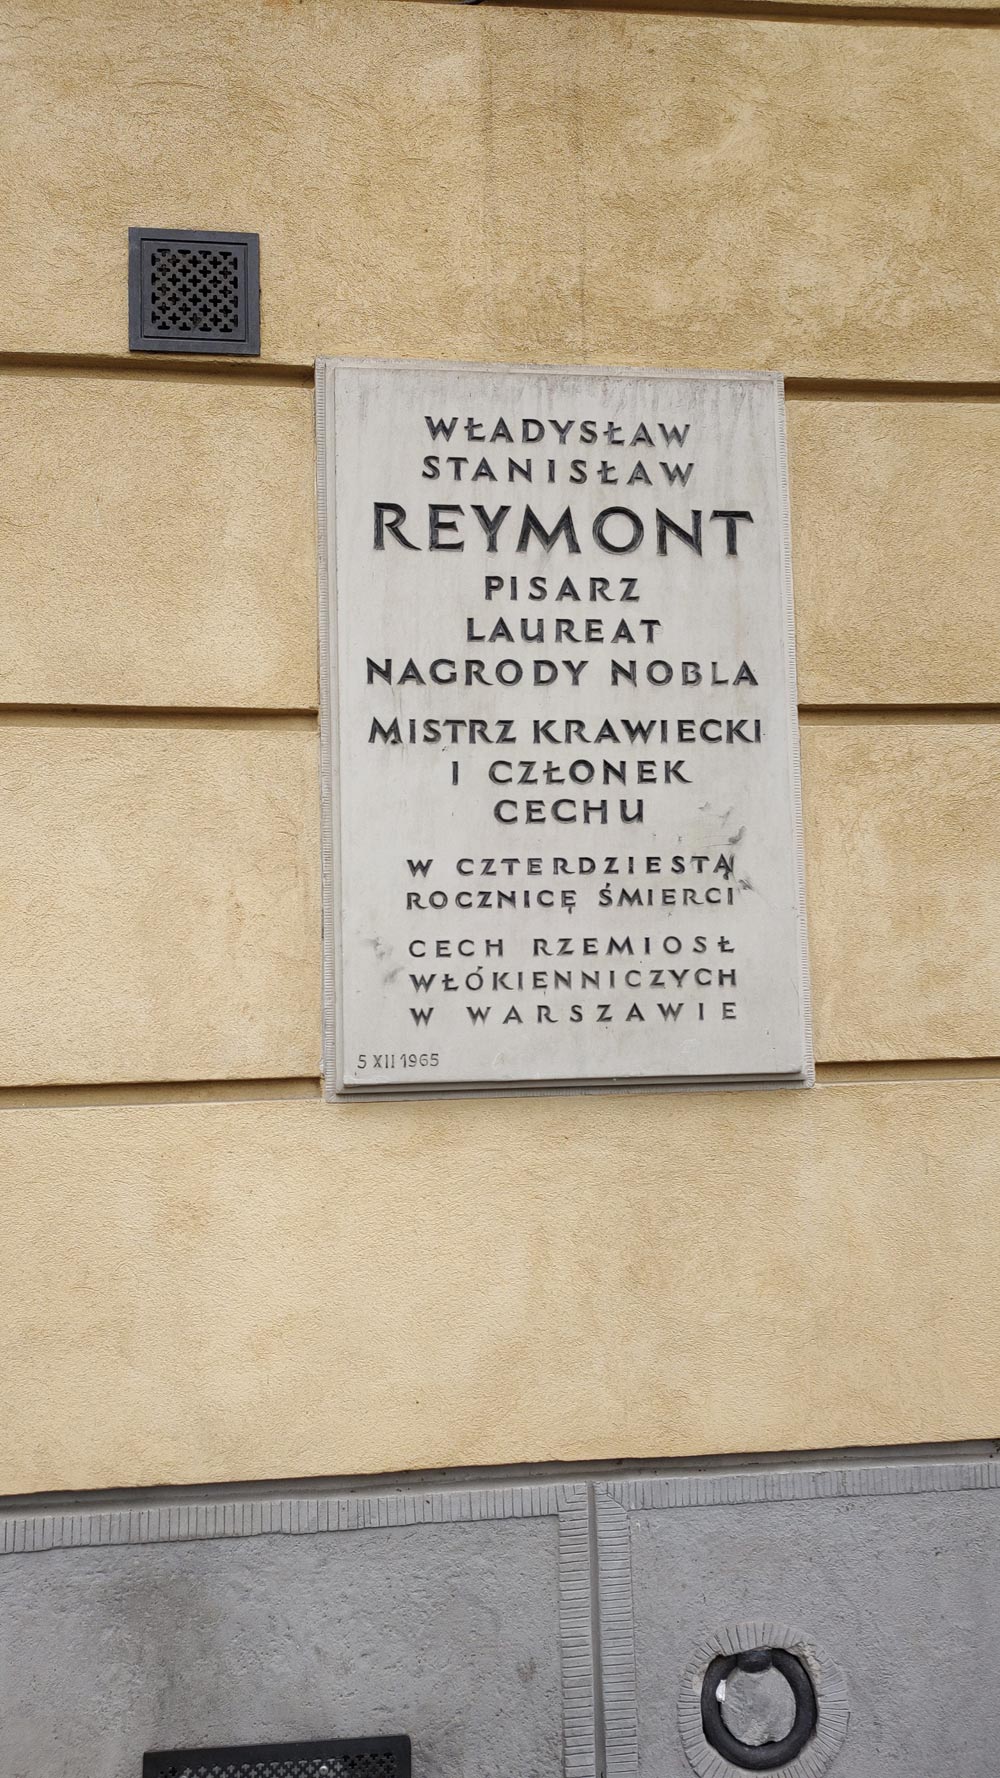 WŁADYSŁAW
STANISŁAW
REYMONT
PISARZ
LAUREAT
NAGRODY NOBLA
MISTRZ KRAWIECKI
I CZŁONEK
CECHU
W CZTERDZIESTĄ
ROCZNICĘ ŚMIERCI
CECH RZEMIOSŁ
WŁÓKIENNICZYCH
W WARSZAWIE
5 XII 1965